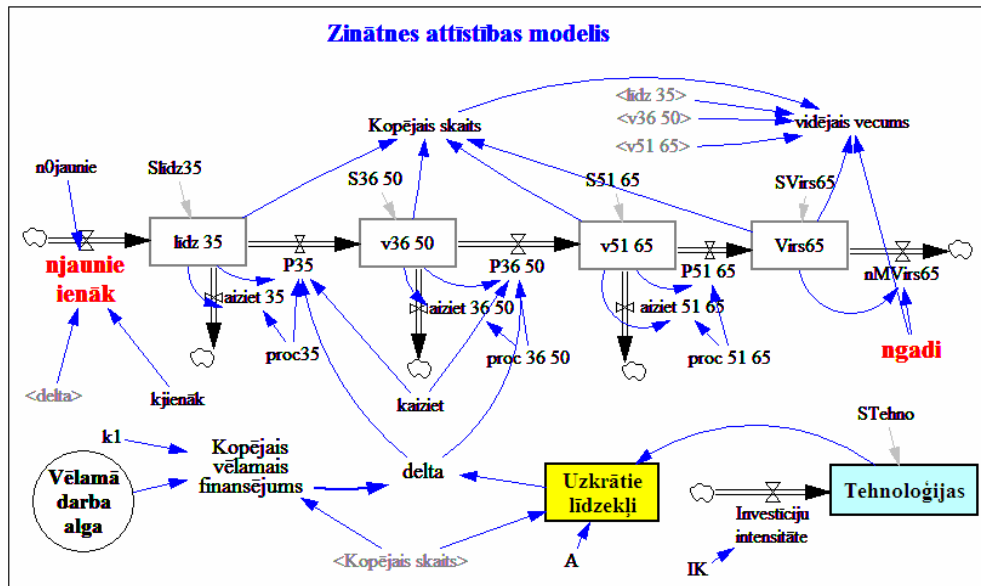 Zinātnes attīstības modelis
<līdz 35>
<v36 50>
<v51 65>
Kopējais skaits
vidējais vecums
n0jaunie
Slīdz35
S36 50
S51 65
SVirs65
līdz 35
v36 50
v51 65
Virs65
njaunie
ienāk
P35
P36 50
P51 65
nMVirs65
aiziet 35
aiziet 36 50
aiziet 51 65
proc35
proc 36 50
proc 51 65
ngadi
<delta>
kjienāk
kaiziet
STehno
k1
Kopējais
vēlamais
finansējums
delta
Vēlamā
darba
alga
Uzkrātie
līdzekļi
Tehnoloģijas
Investīciju
intensitāte
<Kopējais skaits>
A
IK